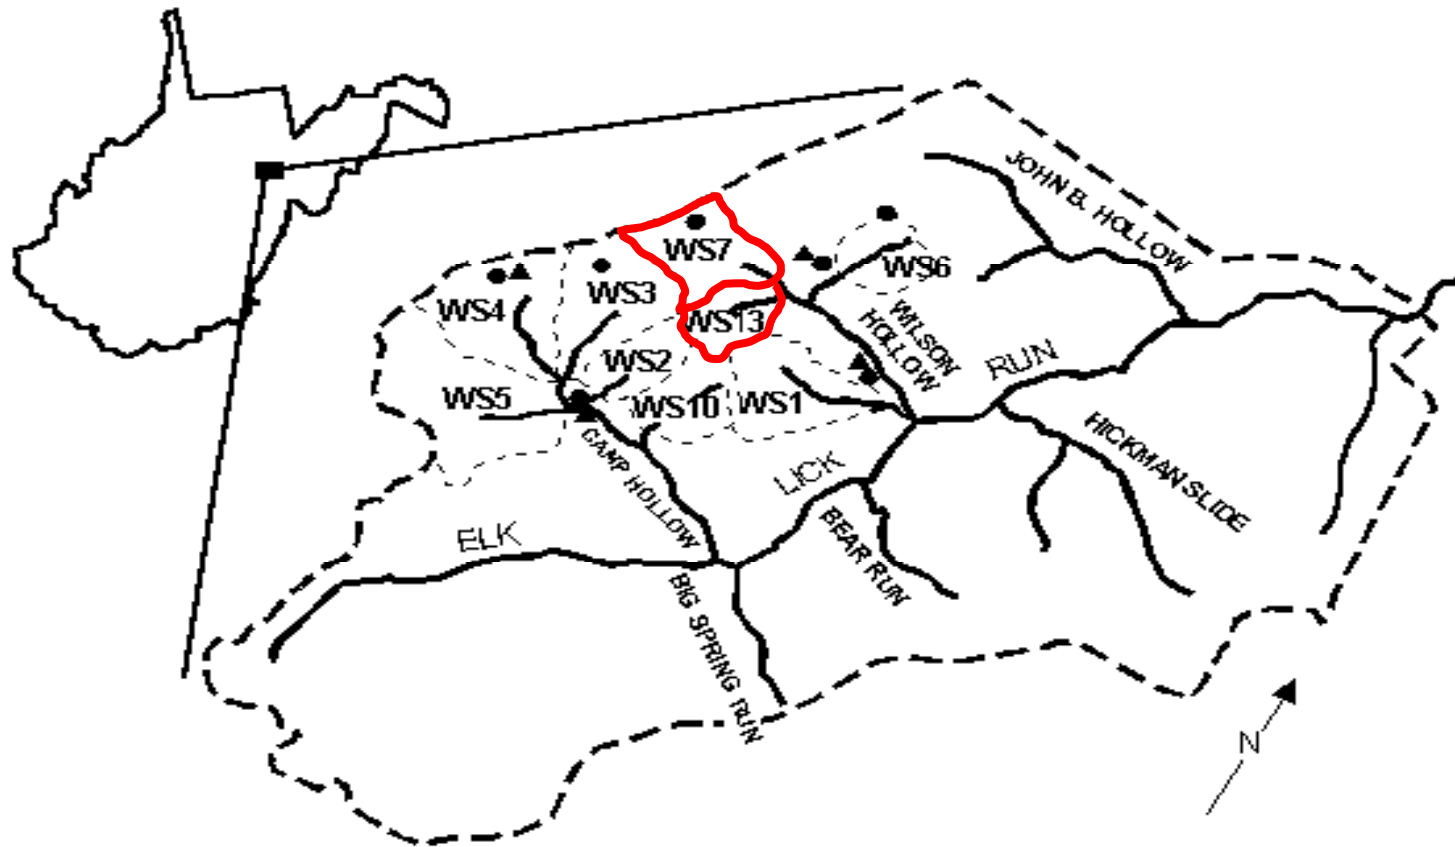 JOHN B. HOLLOW
WS7
WS6
WS3
WS4
WS13
WILSON
HOLLOW
RUN
WS2
WS5
WS10
WS1
HICKMAN SLIDE
CAMP HOLLOW
LICK
ELK
BEAR RUN
BIG SPRING RUN
N